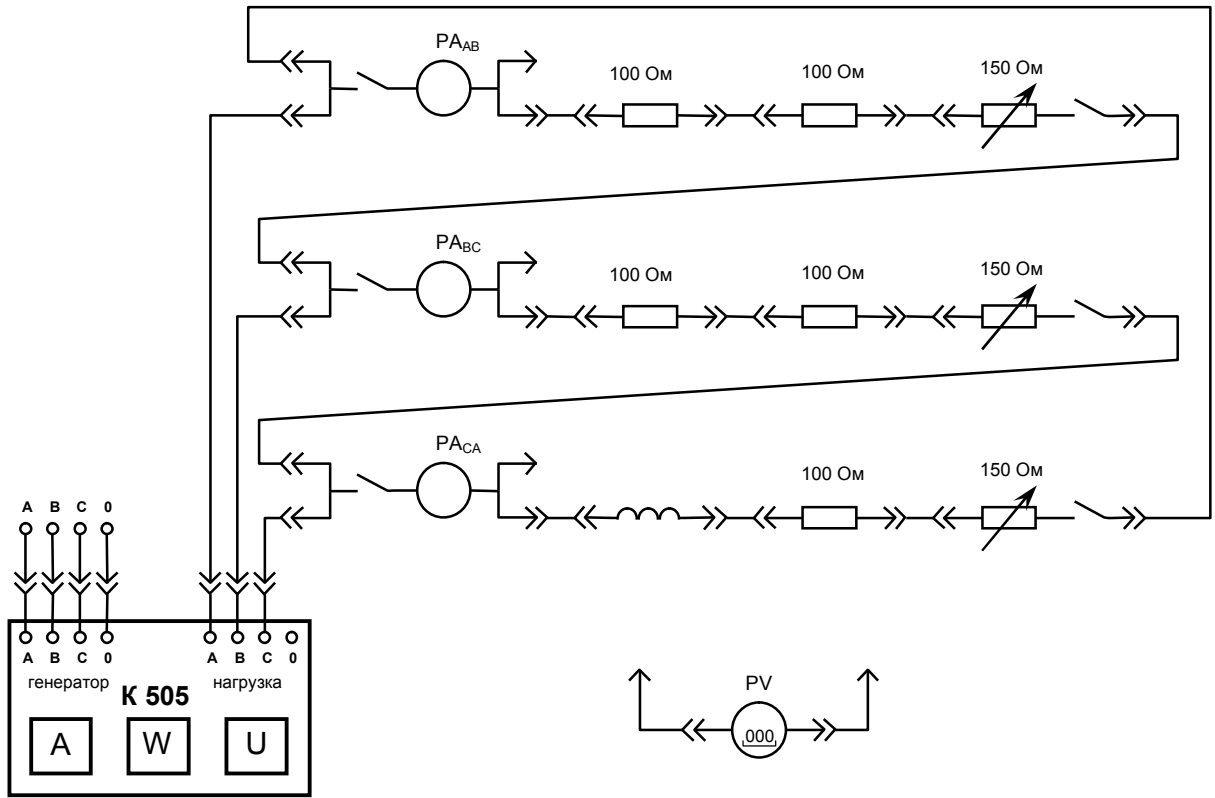 PA_AB
100 Ом 100 Ом 150 Ом
PA_BC
100 Ом 100 Ом 150 Ом
PA_CA
100 Ом 150 Ом
A B C 0
A B C 0 A B C 0
генератор К 505 нагрузка
A W U
PV
000